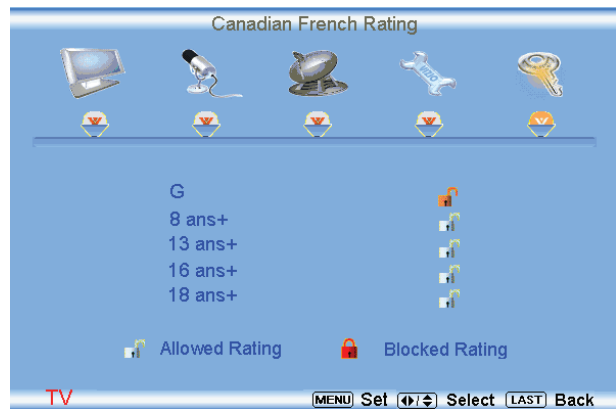 Canadian French Rating
G
8 ans+
13 ans+
16 ans+
18 ans+
Allowed Rating Blocked Rating
TV MENU Set Select LAST Back